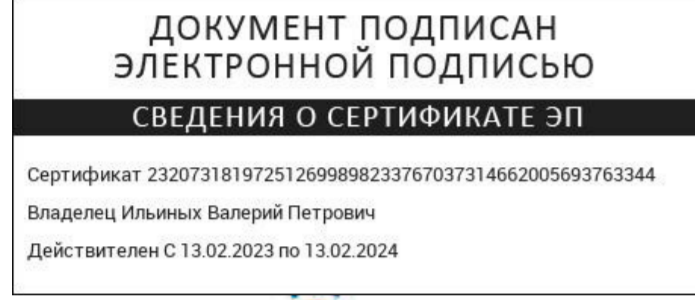 ДОКУМЕНТ ПОДПИСАН
ЭЛЕКТРОННОЙ ПОДПИСЬЮ
СВЕДЕНИЯ О СЕРТИФИКАТЕ ЭП
Сертификат 232073181972512699898233767037314662005693763344
Владелец Ильиных Валерий Петрович
Действителен С 13.02.2023 по 13.02.2024